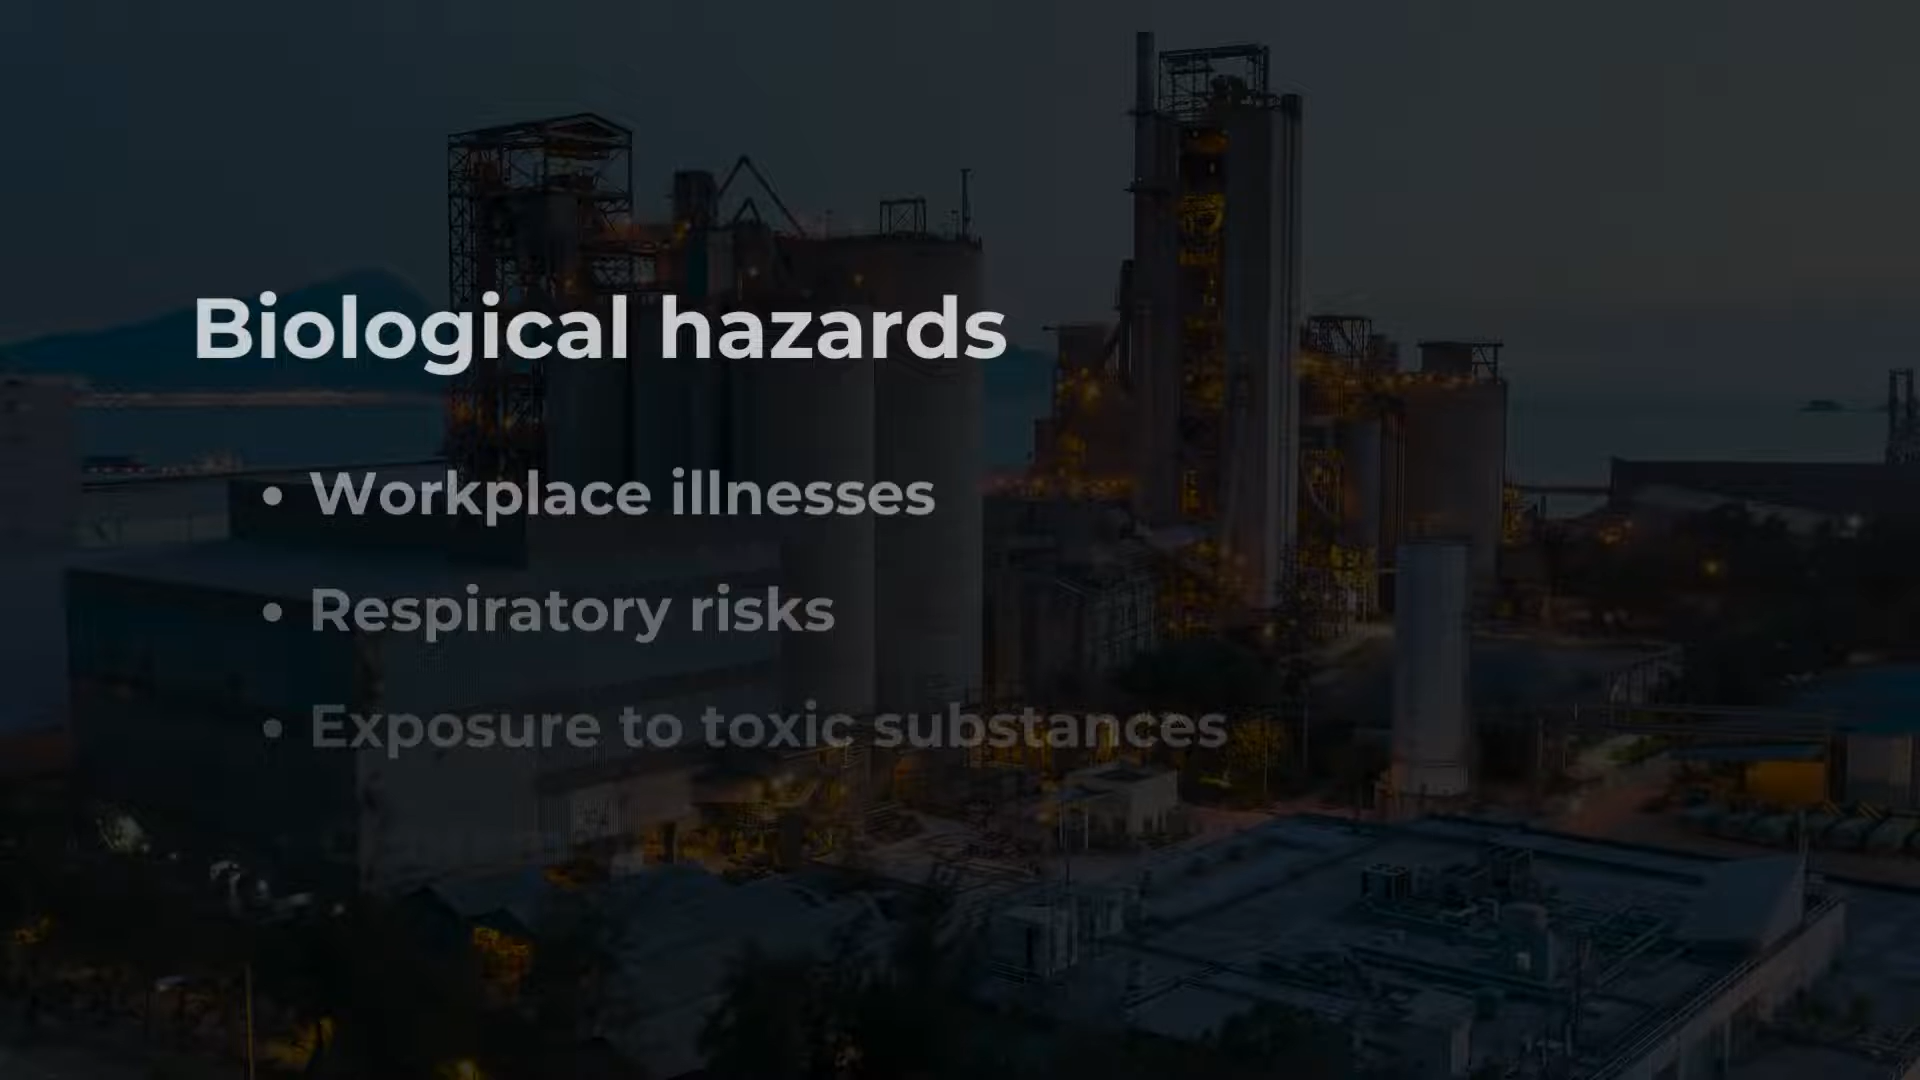 Biological hazards
• Workplace illnesses
• Respiratory risks
• Exposure to toxic substances